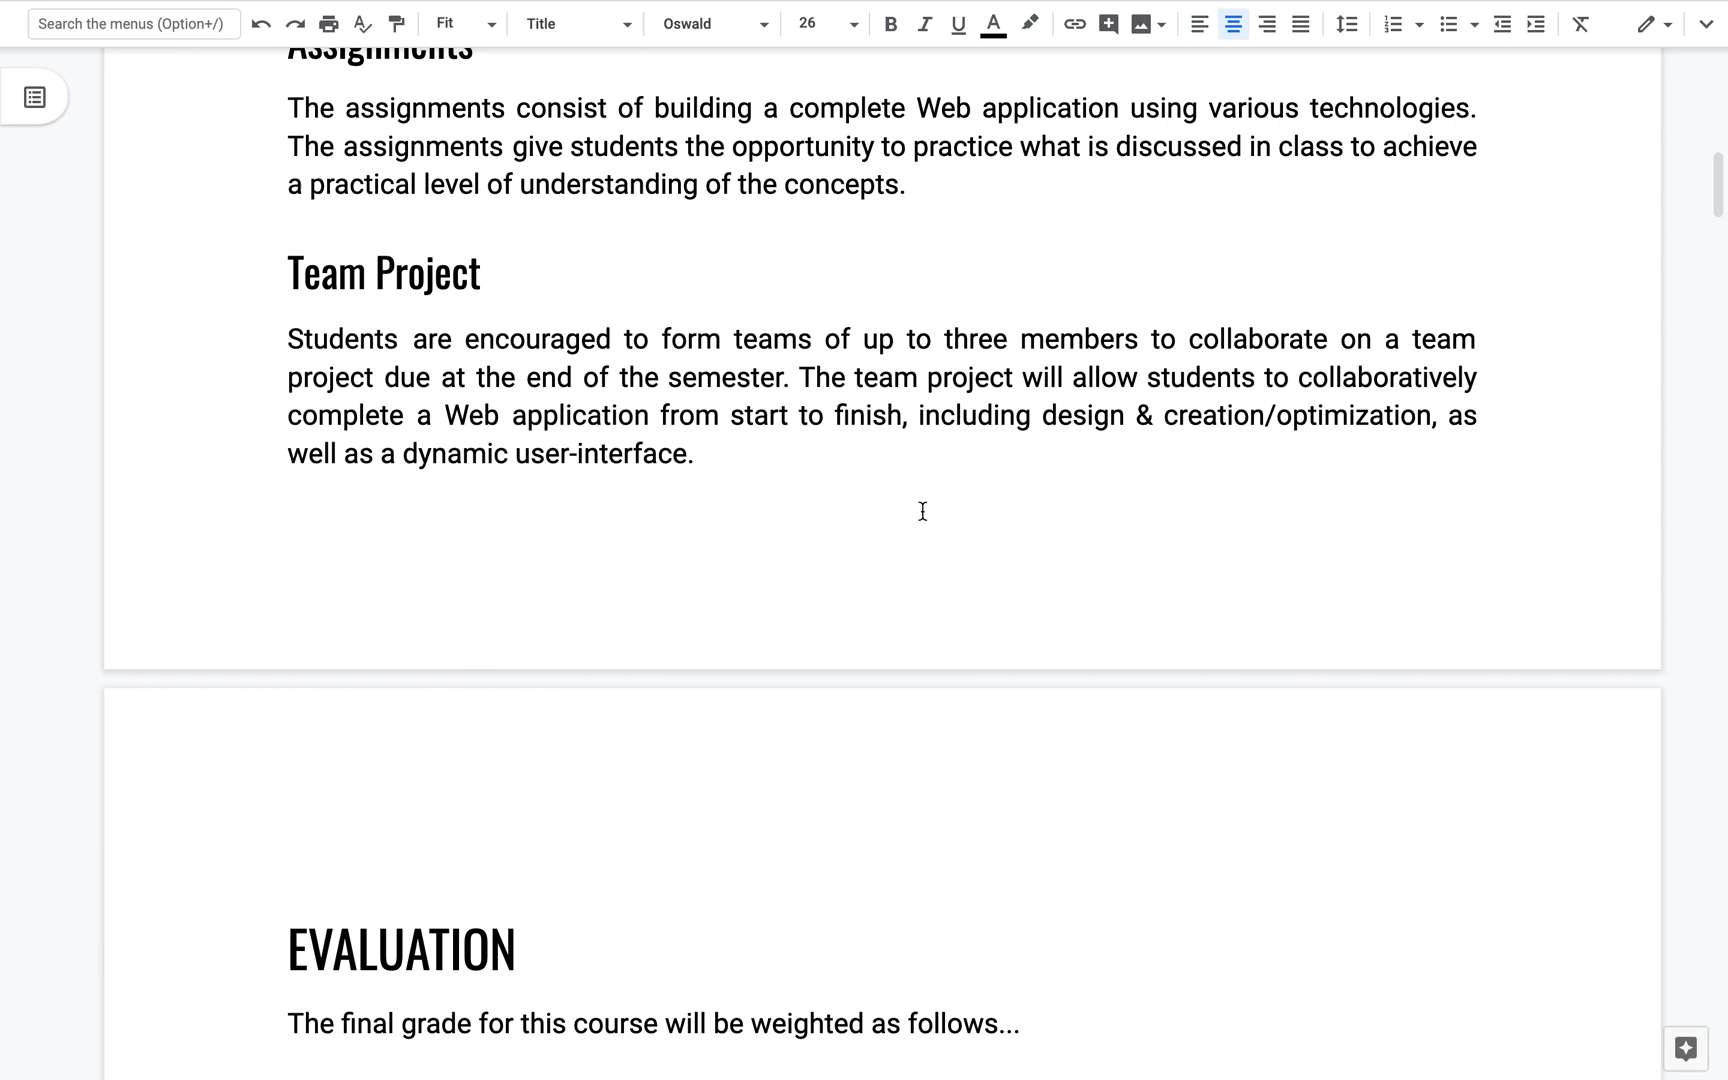 Search the menus (Option+/) Fit Title Oswald 26 B I U A
Assignments
The assignments consist of building a complete Web application using various technologies.
The assignments give students the opportunity to practice what is discussed in class to achieve
a practical level of understanding of the concepts.
Team Project
Students are encouraged to form teams of up to three members to collaborate on a team
project due at the end of the semester. The team project will allow students to collaboratively
complete a Web application from start to finish, including design & creation/optimization, as
well as a dynamic user-interface.
EVALUATION
The final grade for this course will be weighted as follows...